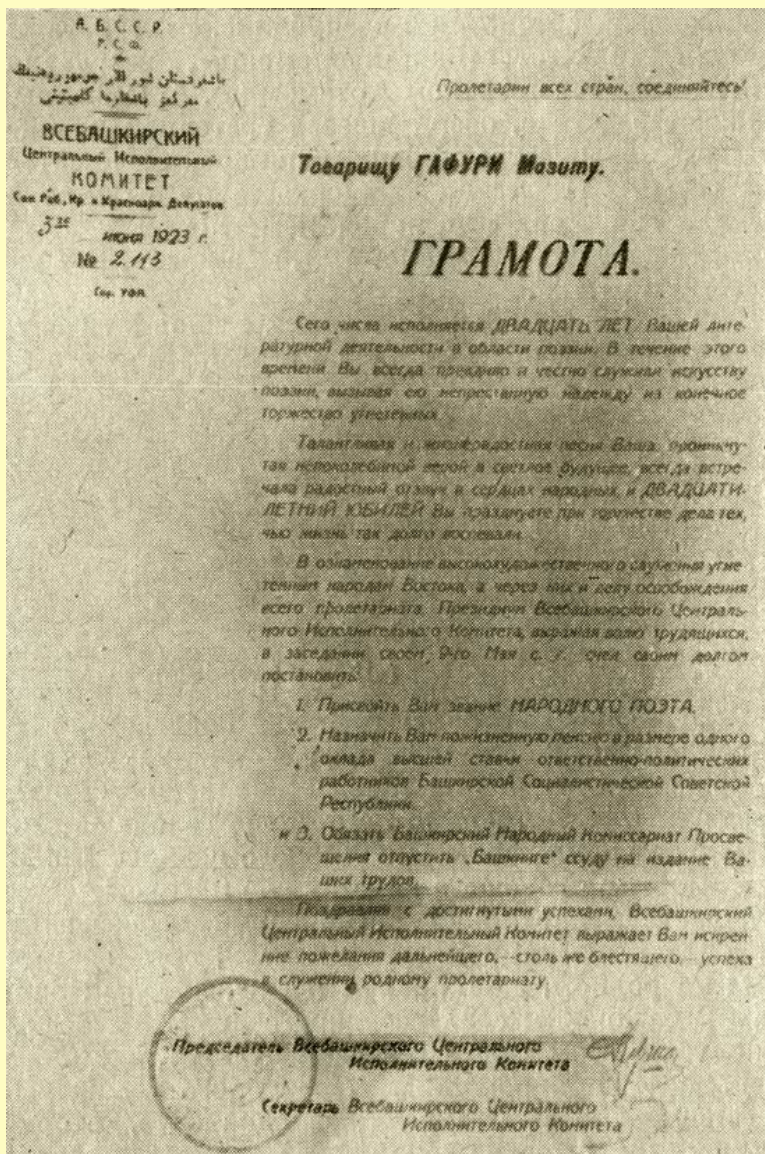 А. Б. С. С. Р.
Р. С. Ф.
ВСЕБАШКИРСКИЙ
Центральный Исполнительный
КОМИТЕТ
Сов. Раб., Кр. и Красноарм. Депутатов
июня 1923 г.
№ 2113
гор. УФА.
Пролетарии всех стран, соединяйтесь!
Товарищу ГАФУРИ Мазиту.
ГРАМОТА.
Сего числа исполняется ДВАДЦАТЬ ЛЕТ Вашей лите-
ратурной деятельности в области поэзии. В течение этого
времени Вы всегда правдиво и честно служили искусству
поэзии, вызывая ею непрестанную надежду на конечное
торжество угнетенных.
Талантливая и жизнерадостная песня Ваша, проникну-
тая непоколебимой верой в светлое будущее, всегда встре-
чала радостный отзвук в сердцах народных, и ДВАДЦАТИ-
ЛЕТНИЙ ЮБИЛЕЙ Вы празднуете при торжестве дела тех,
чью жизнь так долго воспевали.
В ознаменование высокохудожественного служения угне-
тенным народам Востока, а через них и делу освобождения
всего пролетариата, Президиум Всебашкирского Централь-
ного Исполнительного Комитета, выражая волю трудящихся,
в заседании своем, 9-го Мая с. г. счел своим долгом
постановить:
1. Присвоить Вам звание НАРОДНОГО ПОЭТА.
2. Назначить Вам пожизненную пенсию в размере одного
оклада высшей ставки ответственно-политических
работников Башкирской Социалистической Советской
Республики.
и 3. Обязать Башкирский Народный Комиссариат Просве-
щения отпустить „Башкниге“ ссуду на издание Ва-
ших трудов.
Поздравляя с достигнутыми успехами, Всебашкирский
Центральный Исполнительный Комитет выражает Вам искрен-
ние пожелания дальнейшего,—столь же блестящего,—успеха
в служении родному пролетариату.
Председатель Всебашкирского Центрального
Исполнительного Комитета
Секретарь Всебашкирского Центрального
Исполнительного Комитета